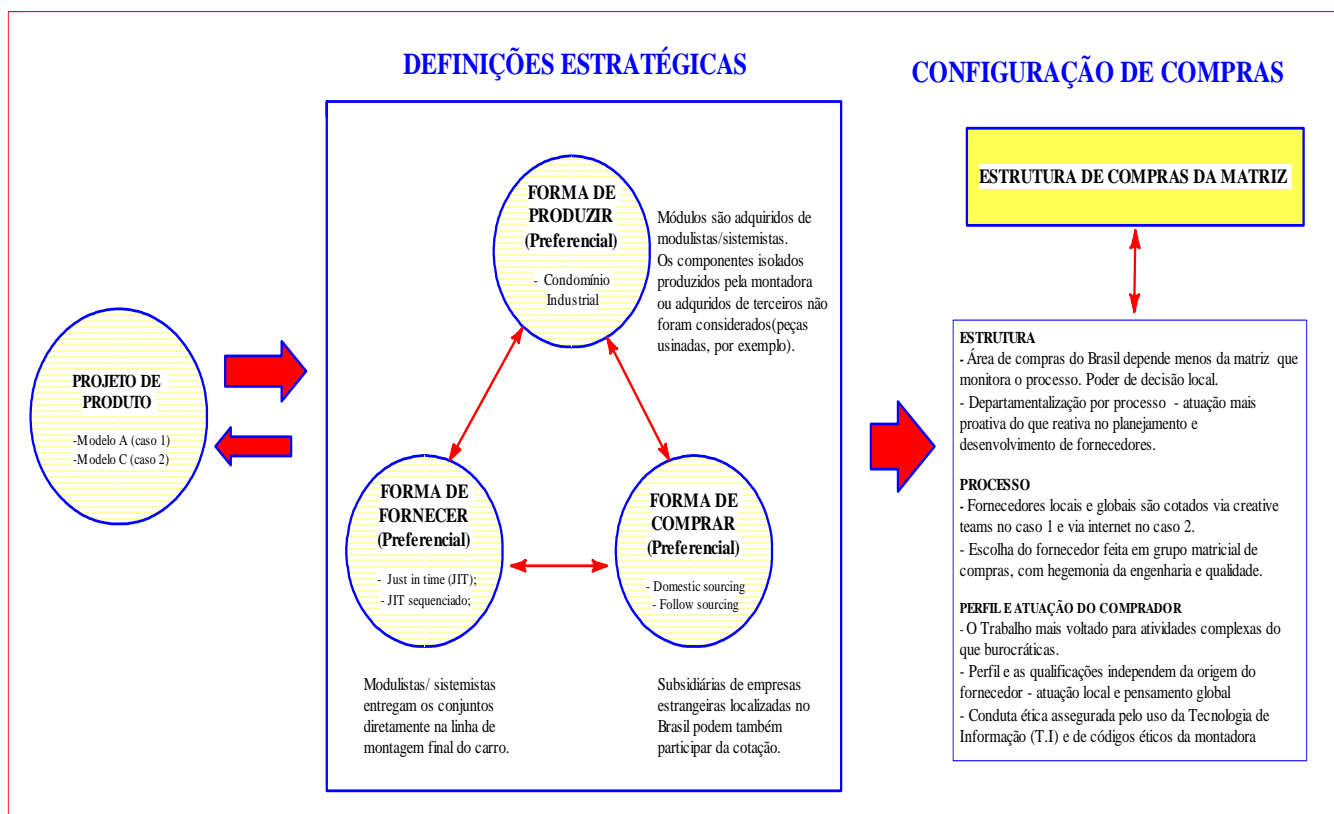 DEFINIÇÕES ESTRATÉGICAS
CONFIGURAÇÃO DE COMPRAS
PROJETO DE
PRODUTO
-Modelo A (caso 1)
-Modelo C (caso 2)
FORMA DE
PRODUZIR
(Preferencial)
- Condomínio
Industrial
Módulos são adquiridos de
modulistas/sistemistas.
Os componentes isolados
produzidos pela montadora
ou adquridos de terceiros não
foram considerados(peças
usinadas, por exemplo).
FORMA DE
FORNECER
(Preferencial)
- Just in time (JIT);
- JIT sequenciado;
FORMA DE
COMPRAR
(Preferencial)
- Domestic sourcing
- Follow sourcing
Modulistas/ sistemistas
entregam os conjuntos
diretamente na linha de
montagem final do carro.
Subsidiárias de empresas
estrangeiras localizadas no
Brasil podem também
participar da cotação.
ESTRUTURA DE COMPRAS DA MATRIZ
ESTRUTURA
- Área de compras do Brasil depende menos da matriz que
monitora o processo. Poder de decisão local.
- Departamentalização por processo - atuação mais
proativa do que reativa no planejamento e
desenvolvimento de fornecedores.
PROCESSO
- Fornecedores locais e globais são cotados via creative
teams no caso 1 e via internet no caso 2.
- Escolha do fornecedor feita em grupo matricial de
compras, com hegemonia da engenharia e qualidade.
PERFIL E ATUAÇÃO DO COMPRADOR
- O Trabalho mais voltado para atividades complexas do
que burocráticas.
- Perfil e as qualificações independem da origem do
fornecedor - atuação local e pensamento global
- Conduta ética assegurada pelo uso da Tecnologia de
Informação (T.I) e de códigos éticos da montadora